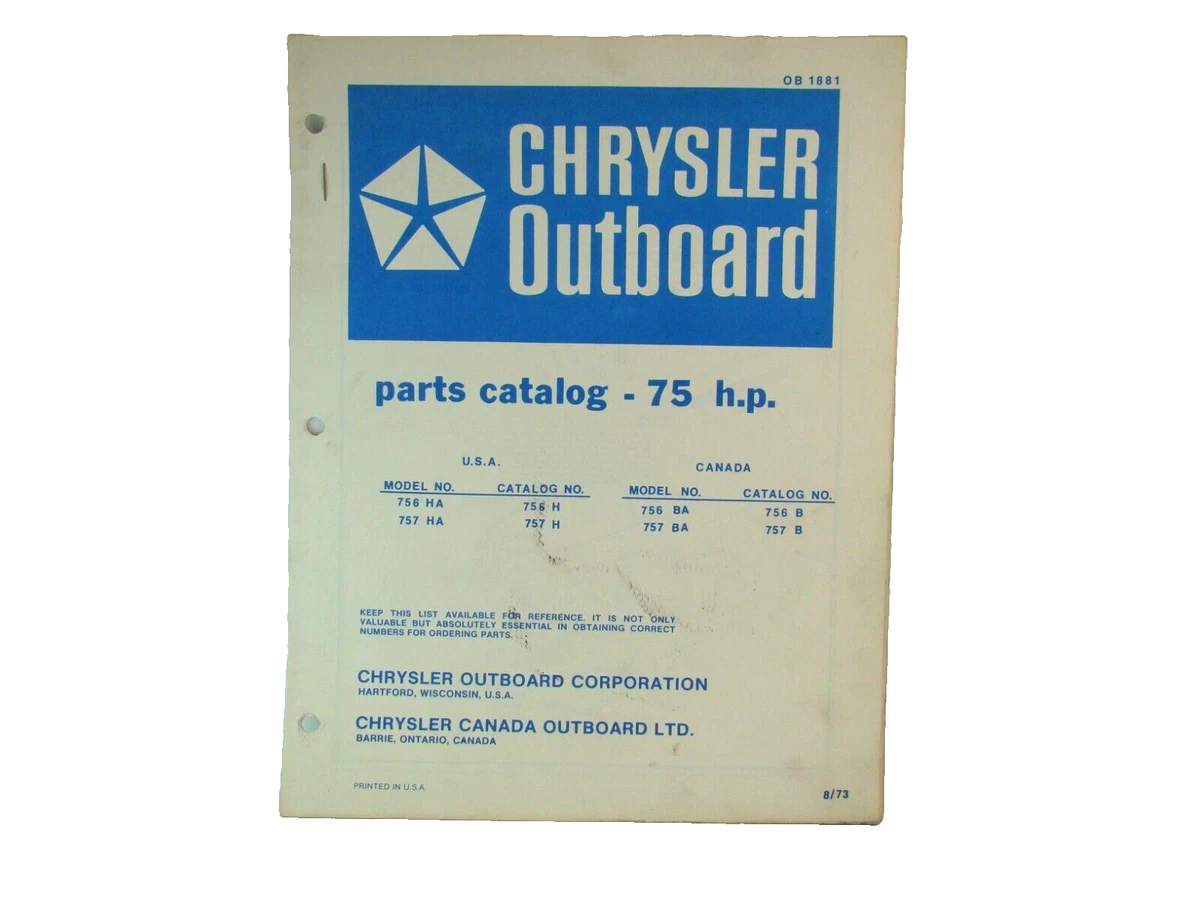 OB 1881
CHRYSLER
Outboard
parts catalog - 75 h.p.
U.S.A. CANADA
MODEL NO. CATALOG NO. MODEL NO. CATALOG NO.
756 HA 756 H 756 BA 756 B
757 HA 757 H 757 BA 757 B
KEEP THIS LIST AVAILABLE FOR REFERENCE. IT IS NOT ONLY
VALUABLE BUT ABSOLUTELY ESSENTIAL IN OBTAINING CORRECT
NUMBERS FOR ORDERING PARTS.
CHRYSLER OUTBOARD CORPORATION
HARTFORD, WISCONSIN, U.S.A.
CHRYSLER CANADA OUTBOARD LTD.
BARRIE, ONTARIO, CANADA
PRINTED IN U.S.A. 8/73